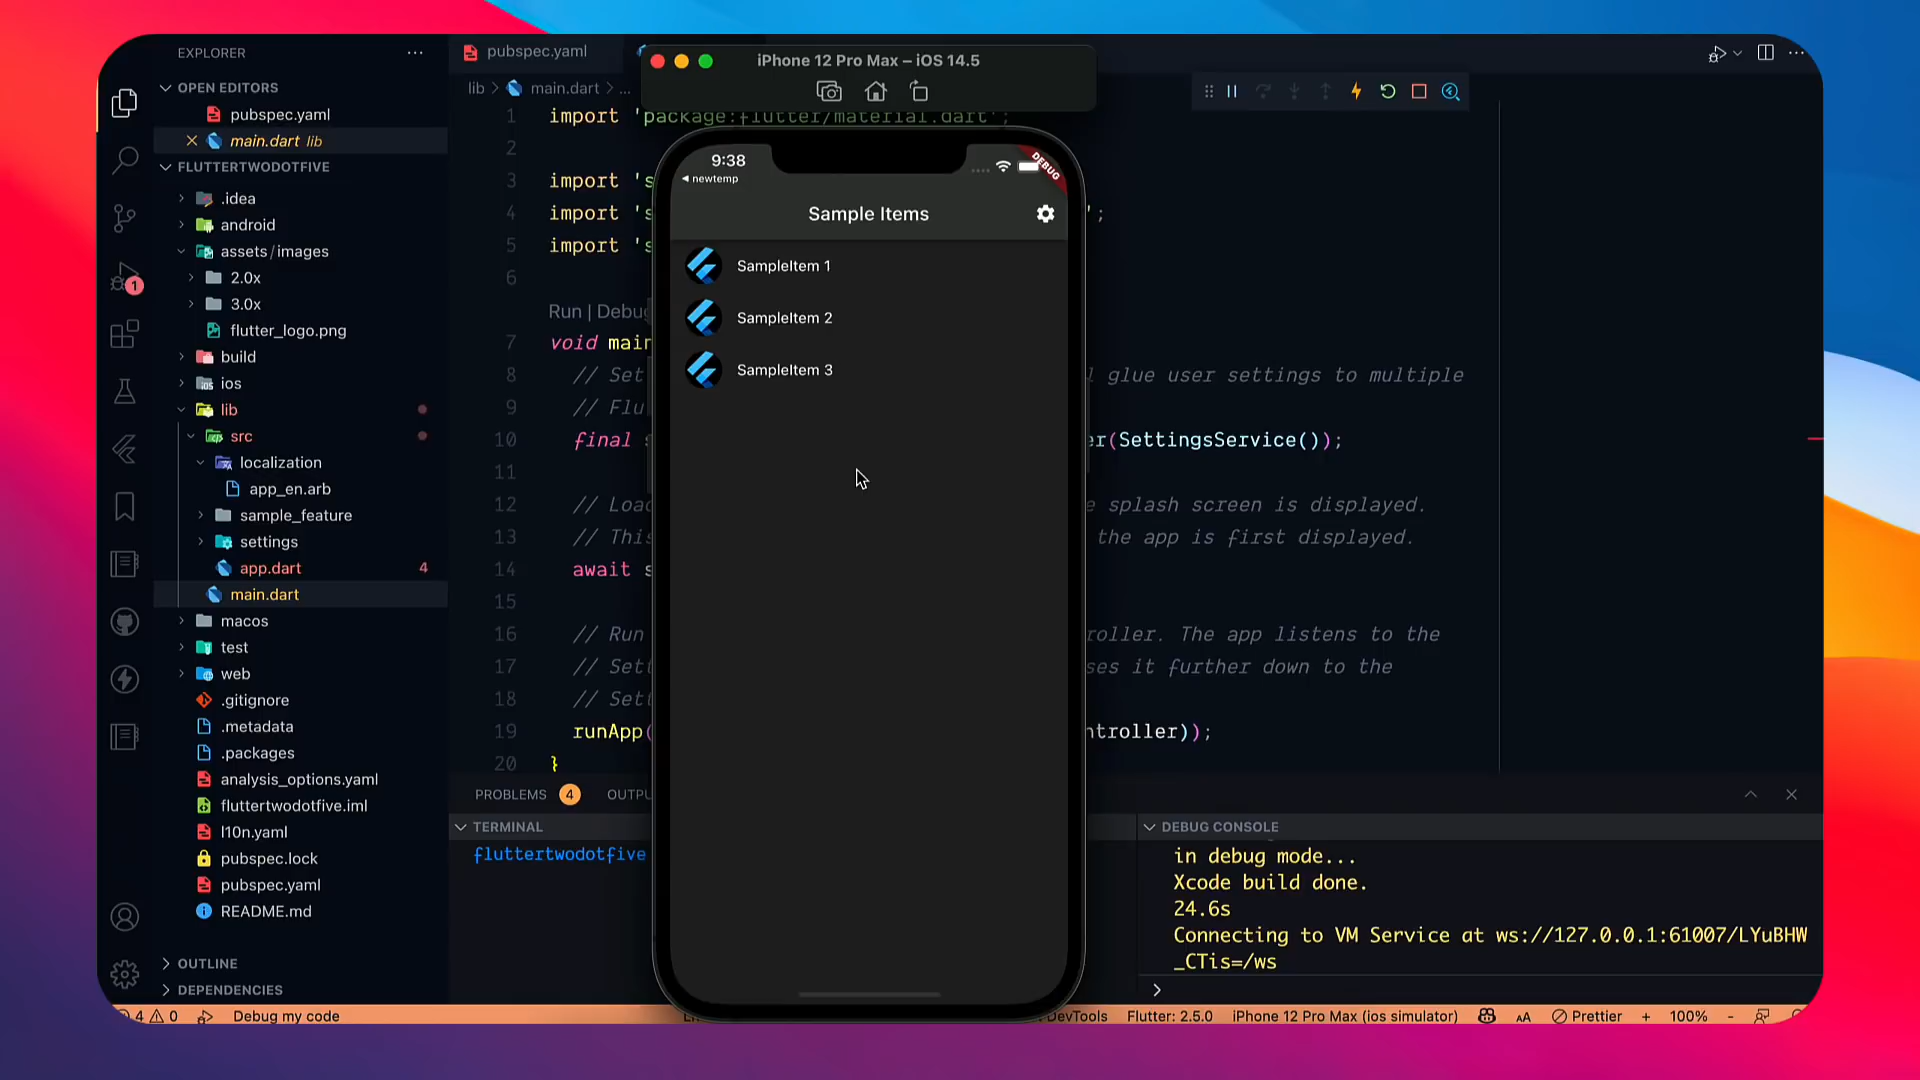 EXPLORER
OPEN EDITORS
pubspec.yaml
main.dart lib
FLUTTERTWODOTFIVE
.idea
android
assets/images
2.0x
3.0x
flutter_logo.png
build
ios
lib
src
localization
app_en.arb
sample_feature
settings
app.dart 4
main.dart
macos
test
web
.gitignore
.metadata
.packages
analysis_options.yaml
fluttertwodotfive.iml
l10n.yaml
pubspec.lock
pubspec.yaml
README.md
OUTLINE
DEPENDENCIES
1
pubspec.yaml
lib > main.dart > ...
1 import 'package:flutter/material.dart';
2
3 import 's
4 import 's ';
5 import 's
6
Run | Debug
7 void main
8 // Set l glue user settings to multiple
9 // Flu
10 final s er(SettingsService());
11
12 // Load e splash screen is displayed.
13 // This the app is first displayed.
14 await s
15
16 // Run roller. The app listens to the
17 // Sett ses it further down to the
18 // Sett
19 runApp( ntroller));
20 }
iPhone 12 Pro Max – iOS 14.5
9:38
newtemp
DEBUG
Sample Items
SampleItem 1
SampleItem 2
SampleItem 3
PROBLEMS 4 OUTPU
TERMINAL
fluttertwodotfive
DEBUG CONSOLE
in debug mode...
Xcode build done.
24.6s
Connecting to VM Service at ws://127.0.0.1:61007/LYuBHW
_CTis=/ws
>
4 0 Debug my code DevTools Flutter: 2.5.0 iPhone 12 Pro Max (ios simulator) AA Prettier + 100% -